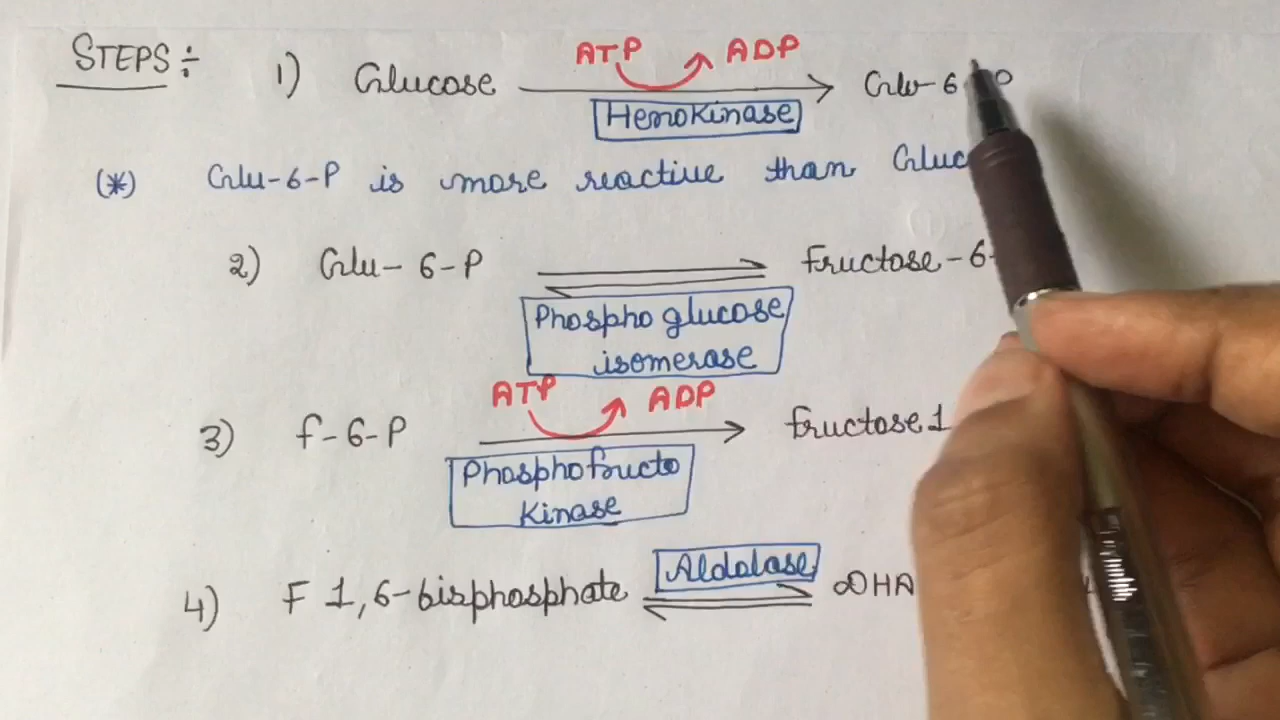 STEPS ÷
ATP ADP
1) Glucose → Glu-6-P
Hexokinase
(*) Glu-6-P is more reactive than Gluc
2) Glu-6-P ⇌ fructose-6-
Phospho glucose
isomerase
ATP ADP
3) f-6-P → fructose 1
Phosphofructo
Kinase
Aldolase
4) F 1,6-bisphosphate ⇌ DHA